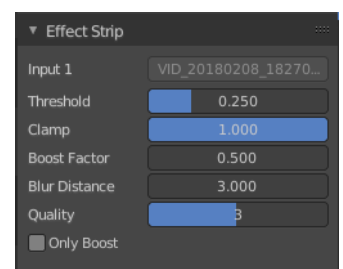 Effect Strip
Input 1 VID_20180208_18270...
Threshold 0.250
Clamp 1.000
Boost Factor 0.500
Blur Distance 3.000
Quality 3
Only Boost